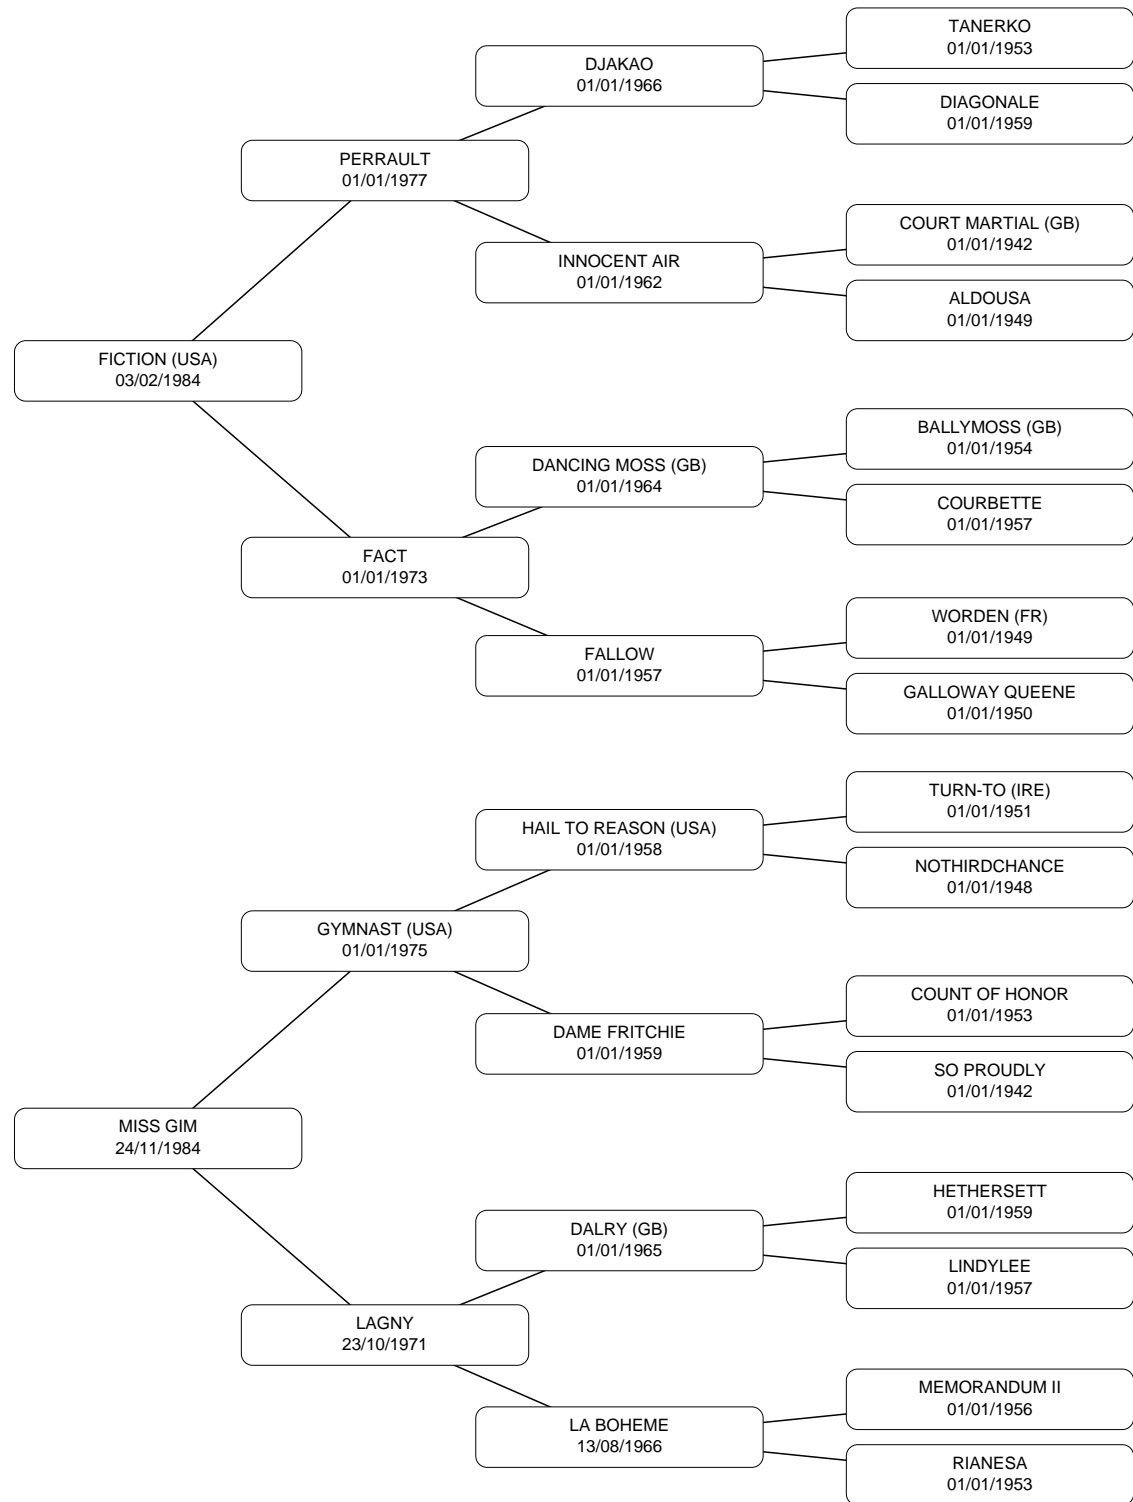 TANERKO
01/01/1953
DJAKAO
01/01/1966
DIAGONALE
01/01/1959
PERRAULT
01/01/1977
COURT MARTIAL (GB)
01/01/1942
INNOCENT AIR
01/01/1962
ALDOUSA
01/01/1949
FICTION (USA)
03/02/1984
BALLYMOSS (GB)
01/01/1954
DANCING MOSS (GB)
01/01/1964
COURBETTE
01/01/1957
FACT
01/01/1973
WORDEN (FR)
01/01/1949
FALLOW
01/01/1957
GALLOWAY QUEENE
01/01/1950
TURN-TO (IRE)
01/01/1951
HAIL TO REASON (USA)
01/01/1958
NOTHIRDCHANCE
01/01/1948
GYMNAST (USA)
01/01/1975
COUNT OF HONOR
01/01/1953
DAME FRITCHIE
01/01/1959
SO PROUDLY
01/01/1942
MISS GIM
24/11/1984
HETHERSETT
01/01/1959
DALRY (GB)
01/01/1965
LINDYLEE
01/01/1957
LAGNY
23/10/1971
MEMORANDUM II
01/01/1956
LA BOHEME
13/08/1966
RIANESA
01/01/1953